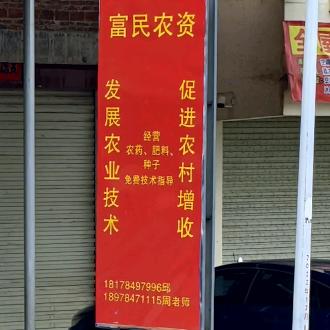 富民农资
发展农业技术
经营
农药、肥料、
种子
免费技术指导
促进农村增收
18178497996邱
18978471115周老师